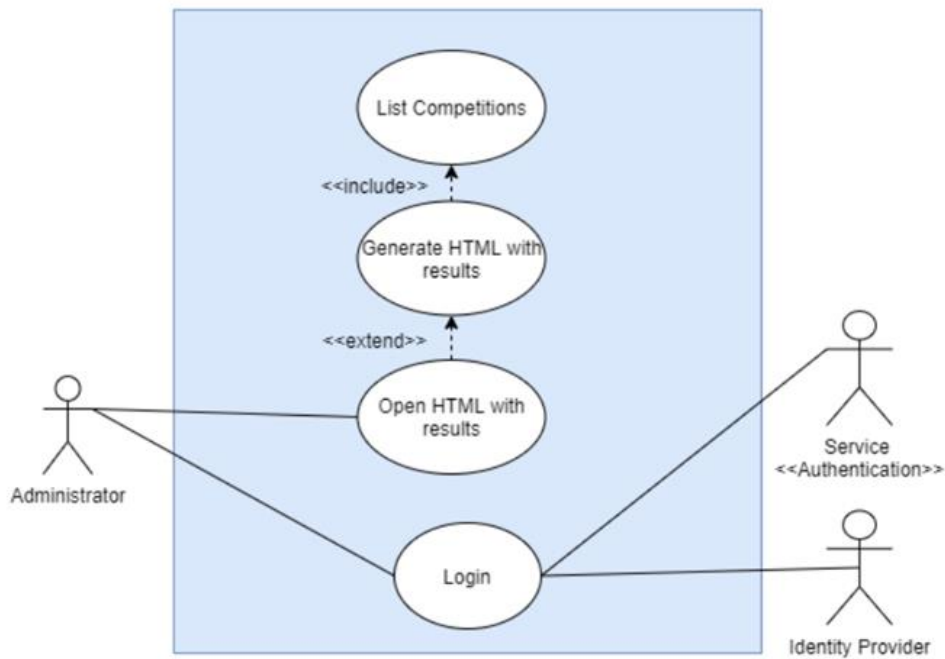 List Competitions
<<include>>
Generate HTML with
results
<<extend>>
Open HTML with
results
Administrator
Login
Service
<<Authentication>>
Identity Provider